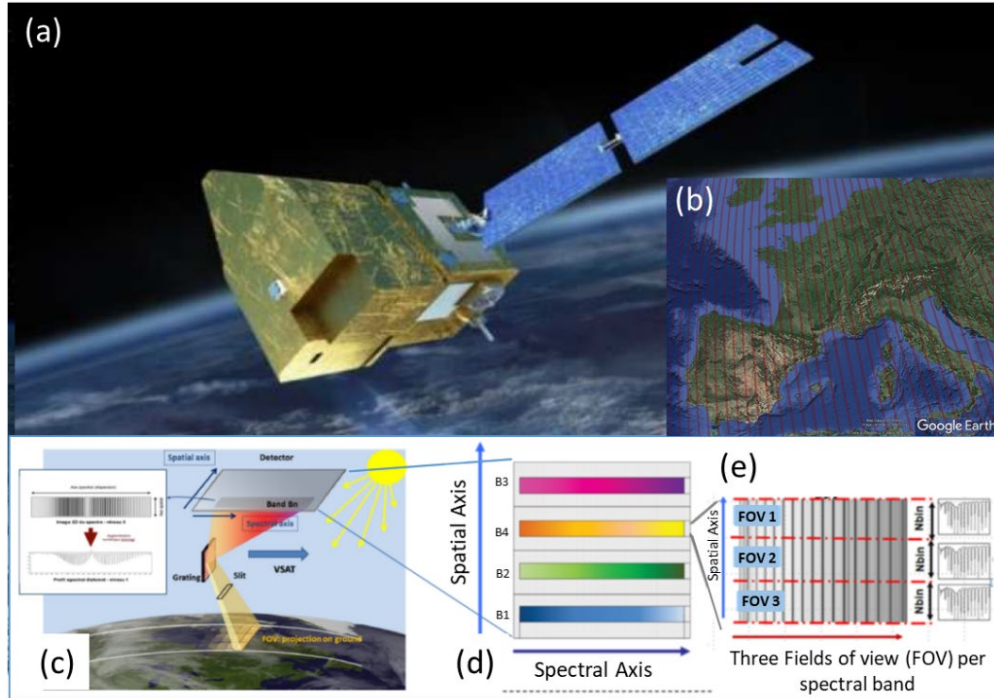 (a)
(b)
Google Earth
(c)
Spatial axis
Detector
Band Bn
Spectral axis
Grating
Slit
VSAT
FOV: projection on ground
(d)
Spatial Axis
B3
B4
B2
B1
Spectral Axis
(e)
Spatial Axis
FOV 1
FOV 2
FOV 3
Nbin
Nbin
Nbin
Three Fields of view (FOV) per
spectral band